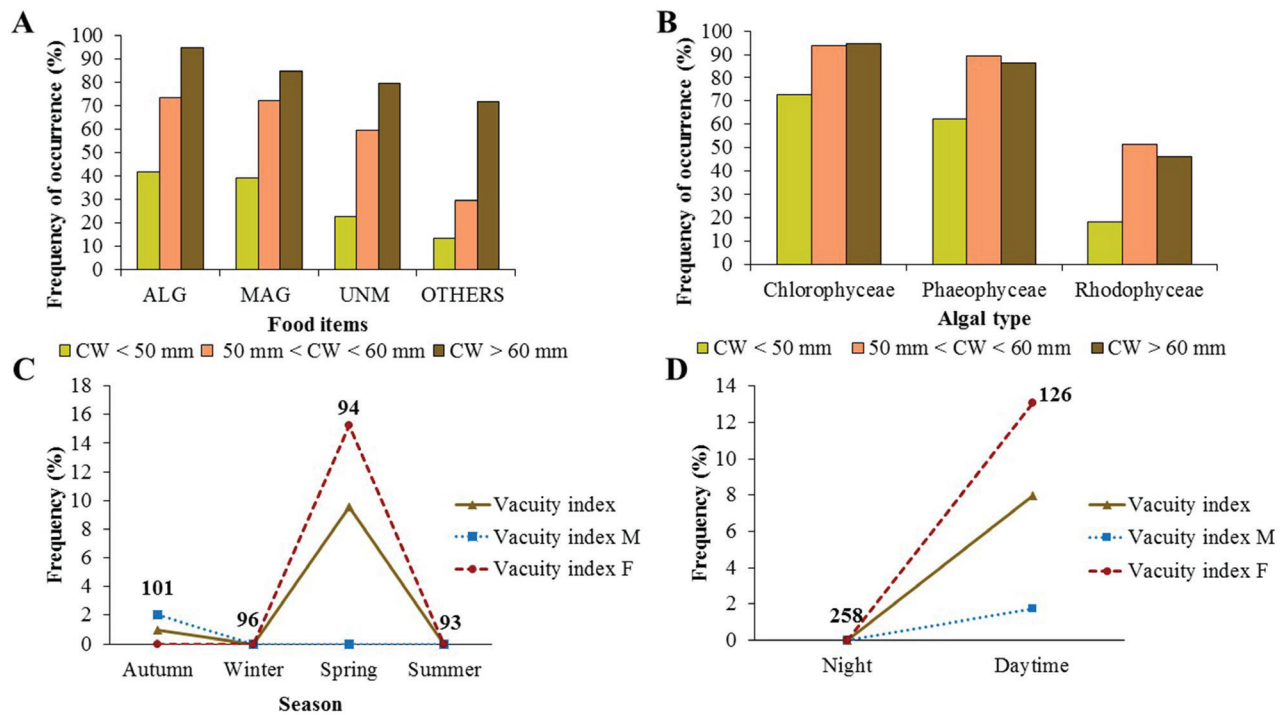 A
Frequency of occurrence (%)
100
90
80
70
60
50
40
30
20
10
0
ALG MAG UNM OTHERS
Food items
CW < 50 mm 50 mm < CW < 60 mm CW > 60 mm
B
Frequency of occurrence (%)
100
90
80
70
60
50
40
30
20
10
0
Chlorophyceae Phaeophyceae Rhodophyceae
Algal type
CW < 50 mm 50 mm < CW < 60 mm CW > 60 mm
C
Frequency (%)
18
16
14
12
10
8
6
4
2
0
101
96
94
93
Autumn Winter Spring Summer
Season
Vacuity index
Vacuity index M
Vacuity index F
D
Frequency (%)
14
12
10
8
6
4
2
0
258
126
Night Daytime
Vacuity index
Vacuity index M
Vacuity index F